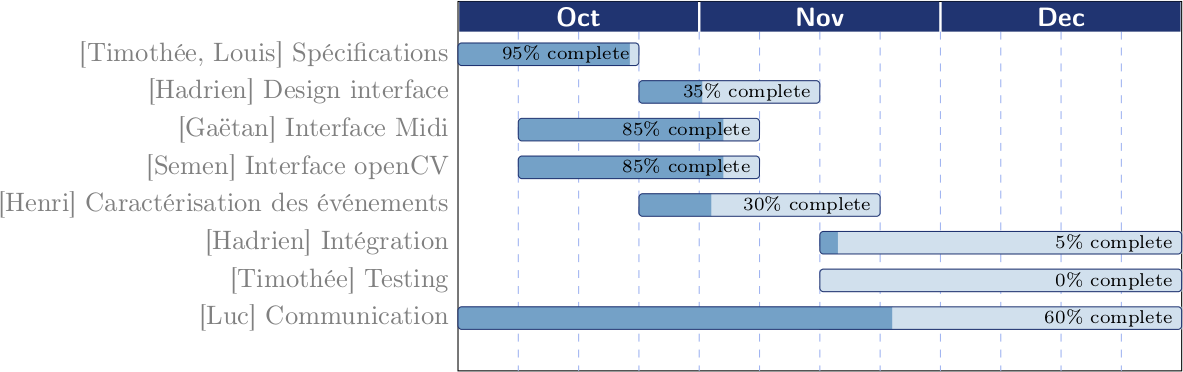 Oct Nov Dec
[Timothée, Louis] Spécifications 95% complete
[Hadrien] Design interface 35% complete
[Gaëtan] Interface Midi 85% complete
[Semen] Interface openCV 85% complete
[Henri] Caractérisation des événements 30% complete
[Hadrien] Intégration 5% complete
[Timothée] Testing 0% complete
[Luc] Communication 60% complete